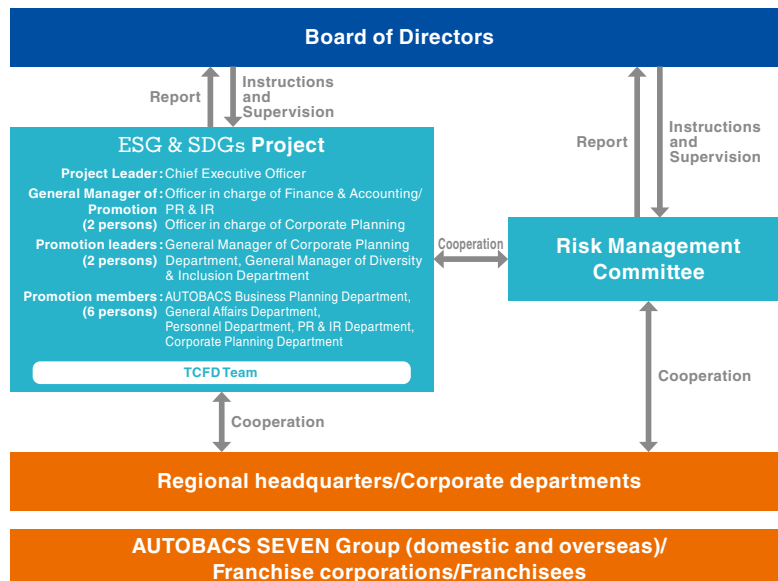 Board of Directors
Report
Instructions
and
Supervision
Report
Instructions
and
Supervision
ESG & SDGs Project
Project Leader: Chief Executive Officer
General Manager of: Officer in charge of Finance & Accounting/
Promotion PR & IR
(2 persons) Officer in charge of Corporate Planning
Promotion leaders: General Manager of Corporate Planning
(2 persons) Department, General Manager of Diversity
& Inclusion Department
Promotion members: AUTOBACS Business Planning Department,
(6 persons) General Affairs Department,
Personnel Department, PR & IR Department,
Corporate Planning Department
TCFD Team
Cooperation
Risk Management
Committee
Cooperation
Cooperation
Regional headquarters/Corporate departments
AUTOBACS SEVEN Group (domestic and overseas)/
Franchise corporations/Franchisees